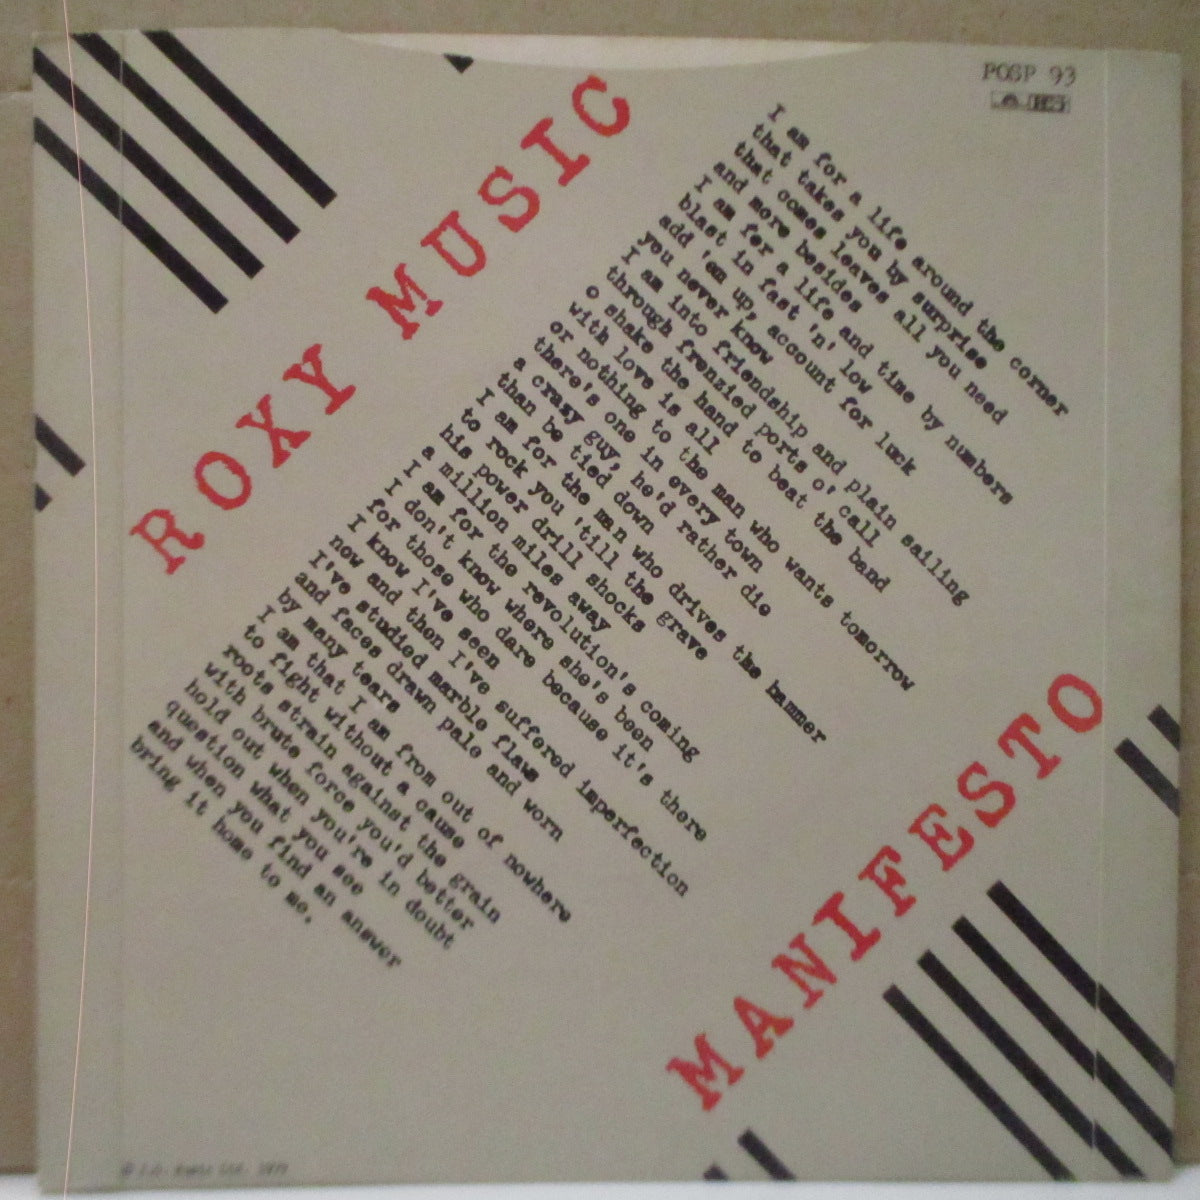 POSP 93
ROXY MUSIC
I am for a life around the corner
that takes you by surprise
that comes leaves all you need
and more besides
I am for a life and time by numbers
blast in fast 'n' low
add 'em up, account for luck
you never know
I am into friendship and plain sailing
through frenzied ports o' call
o shake the hand to beat the band
with love is all
or nothing to the man who wants tomorrow
there's one in every town
a crazy guy, he'd rather die
than be tied down
I am for the man who drives the hammer
to rock you 'till the grave
his power drill shocks
a million miles away
I am for the revolution's coming
I don't know where she's been
for those who dare because it's there
I know I've seen
now and then I've suffered imperfection
I've studied marble flaws
and faces drawn pale and worn
by many tears
I am that I am from out of nowhere
to fight without a cause
roots strain against the grain
with brute force you'd better
hold out when you're in doubt
question what you see
and when you find an answer
bring it home to me.
MANIFESTO